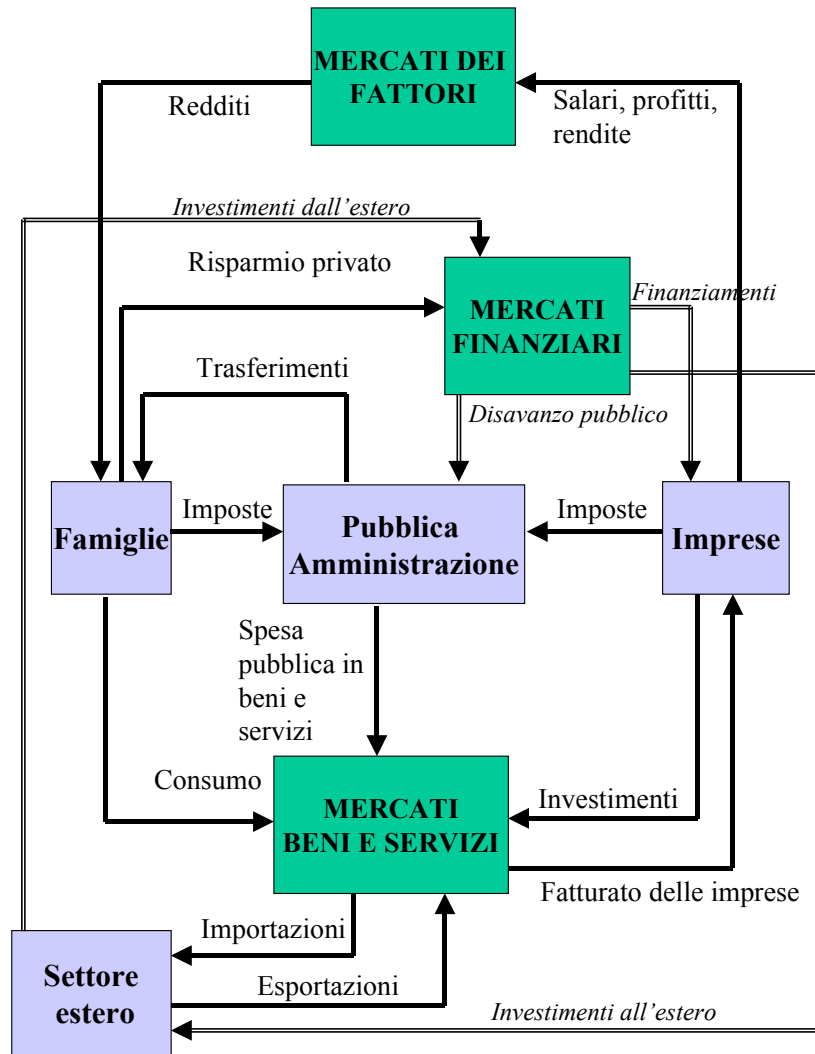 MERCATI DEI
FATTORI
Redditi
Salari, profitti,
rendite
Investimenti dall'estero
Risparmio privato
MERCATI
FINANZIARI
Finanziamenti
Trasferimenti
Disavanzo pubblico
Famiglie
Imposte
Pubblica
Amministrazione
Imposte
Imprese
Spesa
pubblica in
beni e
servizi
Consumo
MERCATI
BENI E SERVIZI
Investimenti
Fatturato delle imprese
Importazioni
Settore
estero
Esportazioni
Investimenti all'estero